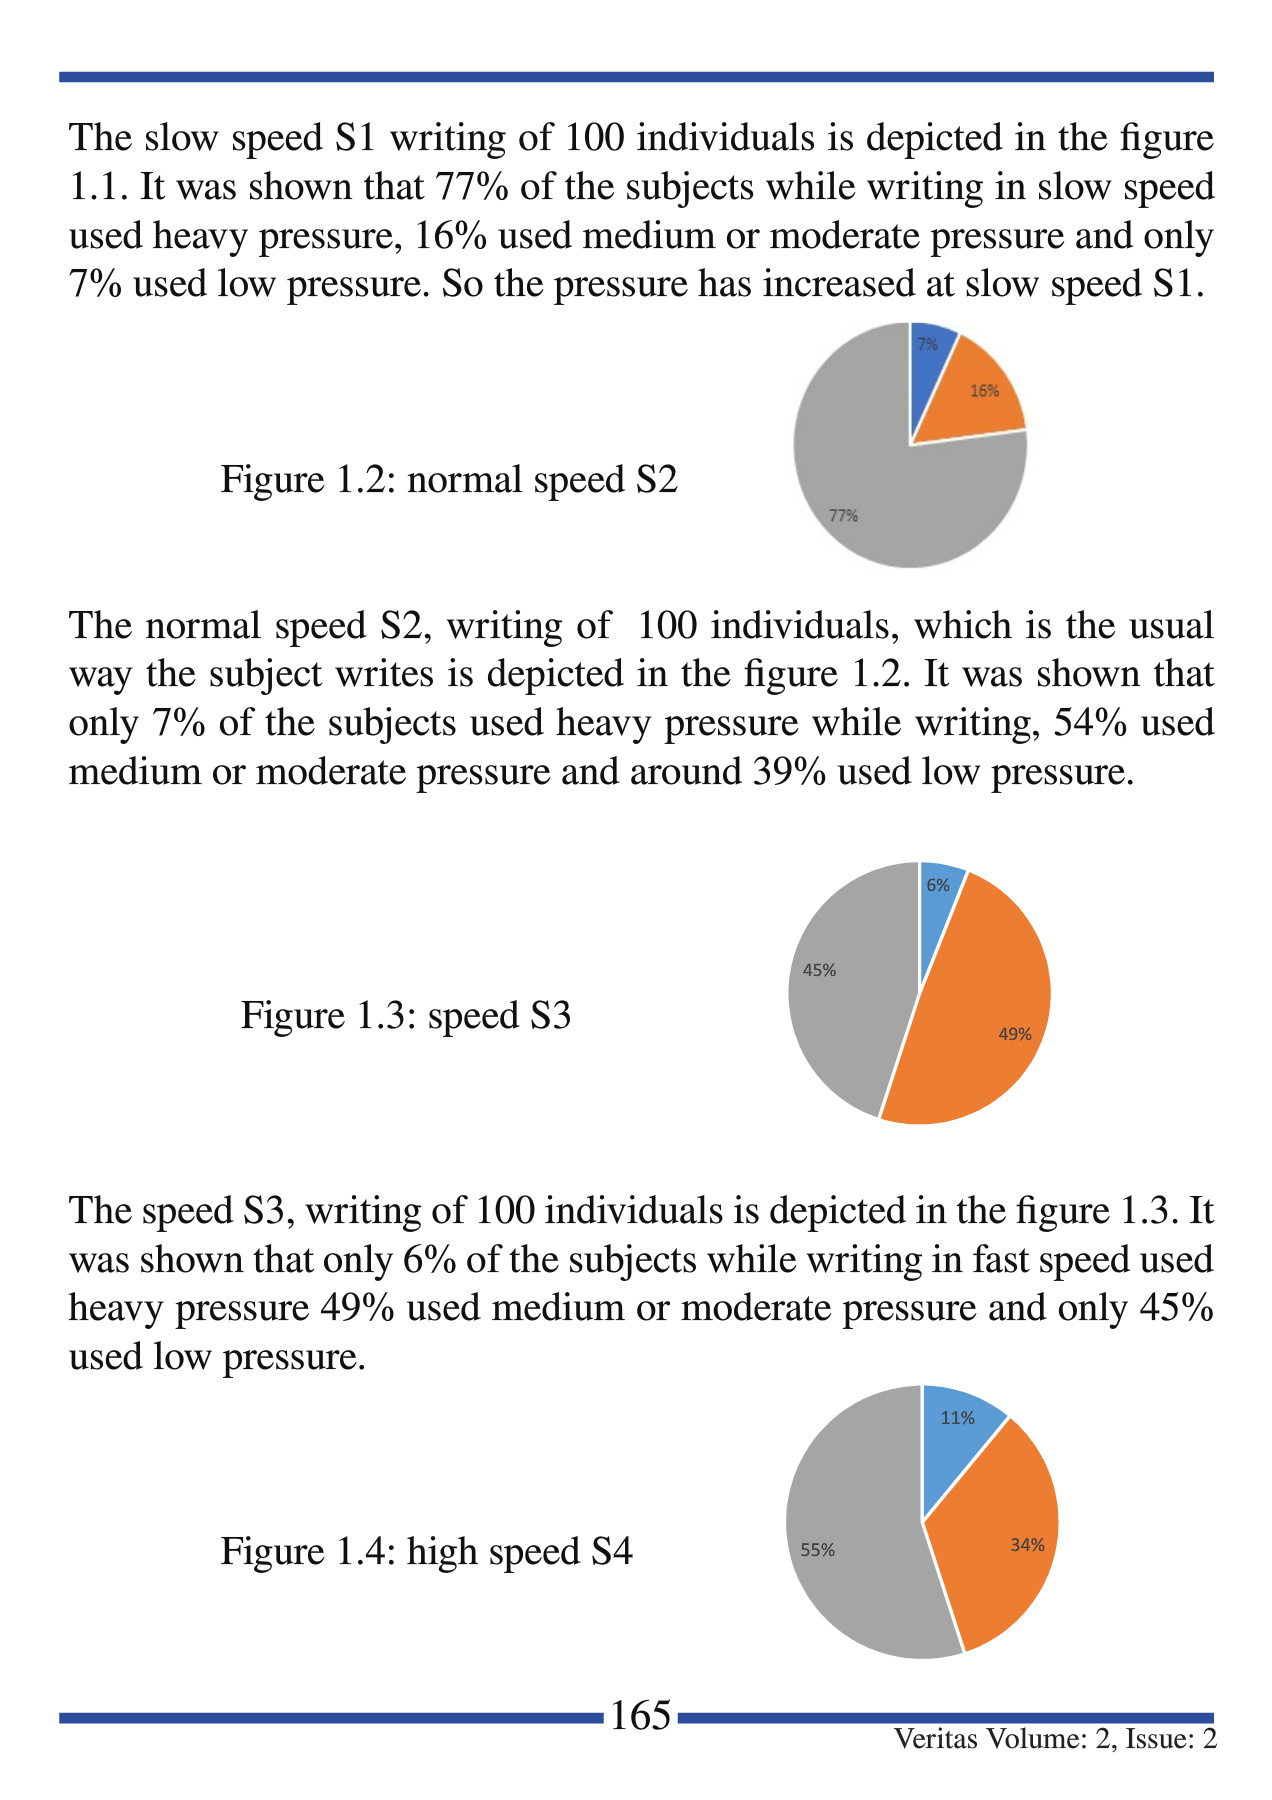 The slow speed S1 writing of 100 individuals is depicted in the figure
1.1. It was shown that 77% of the subjects while writing in slow speed
used heavy pressure, 16% used medium or moderate pressure and only
7% used low pressure. So the pressure has increased at slow speed S1.
7%
16%
Figure 1.2: normal speed S2
77%
The normal speed S2, writing of  100 individuals, which is the usual
way the subject writes is depicted in the figure 1.2. It was shown that
only 7% of the subjects used heavy pressure while writing, 54% used
medium or moderate pressure and around 39% used low pressure.
6%
45%
Figure 1.3: speed S3
49%
The speed S3, writing of 100 individuals is depicted in the figure 1.3. It
was shown that only 6% of the subjects while writing in fast speed used
heavy pressure 49% used medium or moderate pressure and only 45%
used low pressure.
11%
34%
Figure 1.4: high speed S4
55%
165
Veritas Volume: 2, Issue: 2